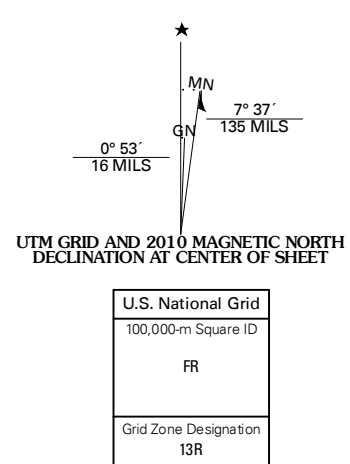 ★
MN
7° 37´
135 MILS
GN
0° 53´
16 MILS
UTM GRID AND 2010 MAGNETIC NORTH
DECLINATION AT CENTER OF SHEET
U.S. National Grid
100,000-m Square ID
FR
Grid Zone Designation
13R